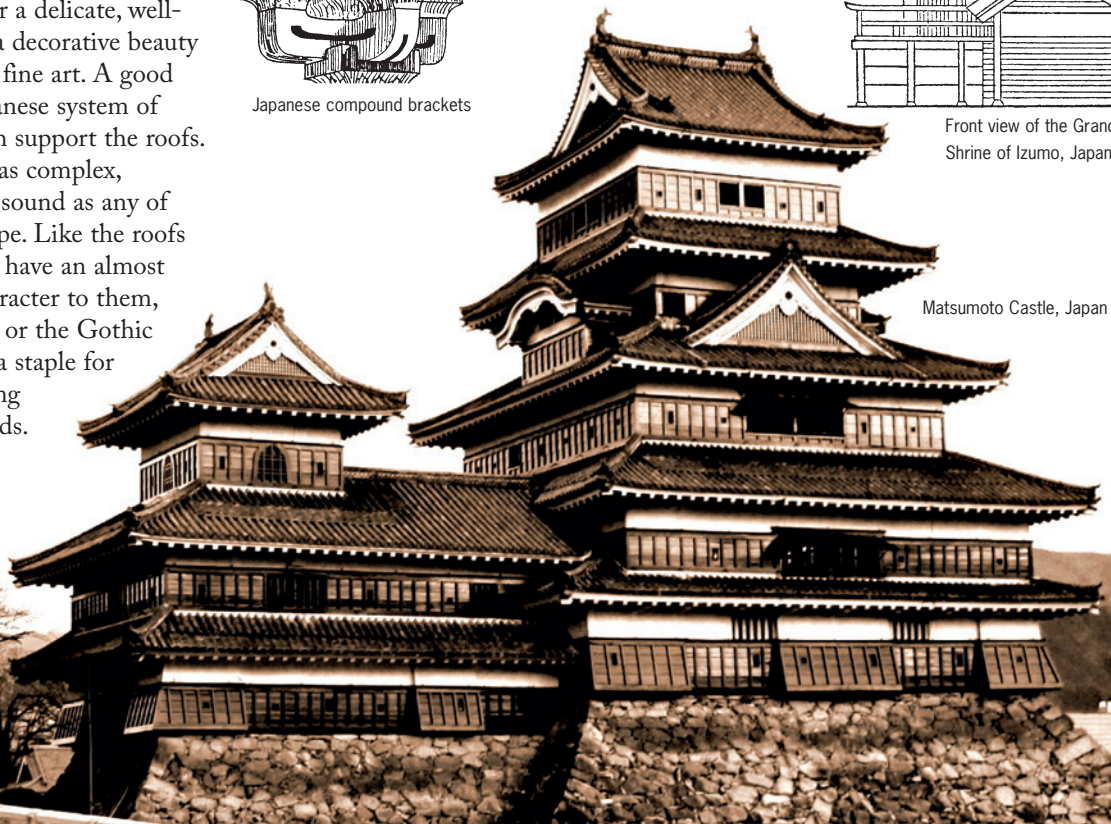 r a delicate, well-
a decorative beauty
fine art. A good
anese system of
n support the roofs.
as complex,
sound as any of
pe. Like the roofs
have an almost
racter to them,
or the Gothic
a staple for
ng
ds.
Japanese compound brackets
Front view of the Grand
Shrine of Izumo, Japan
Matsumoto Castle, Japan